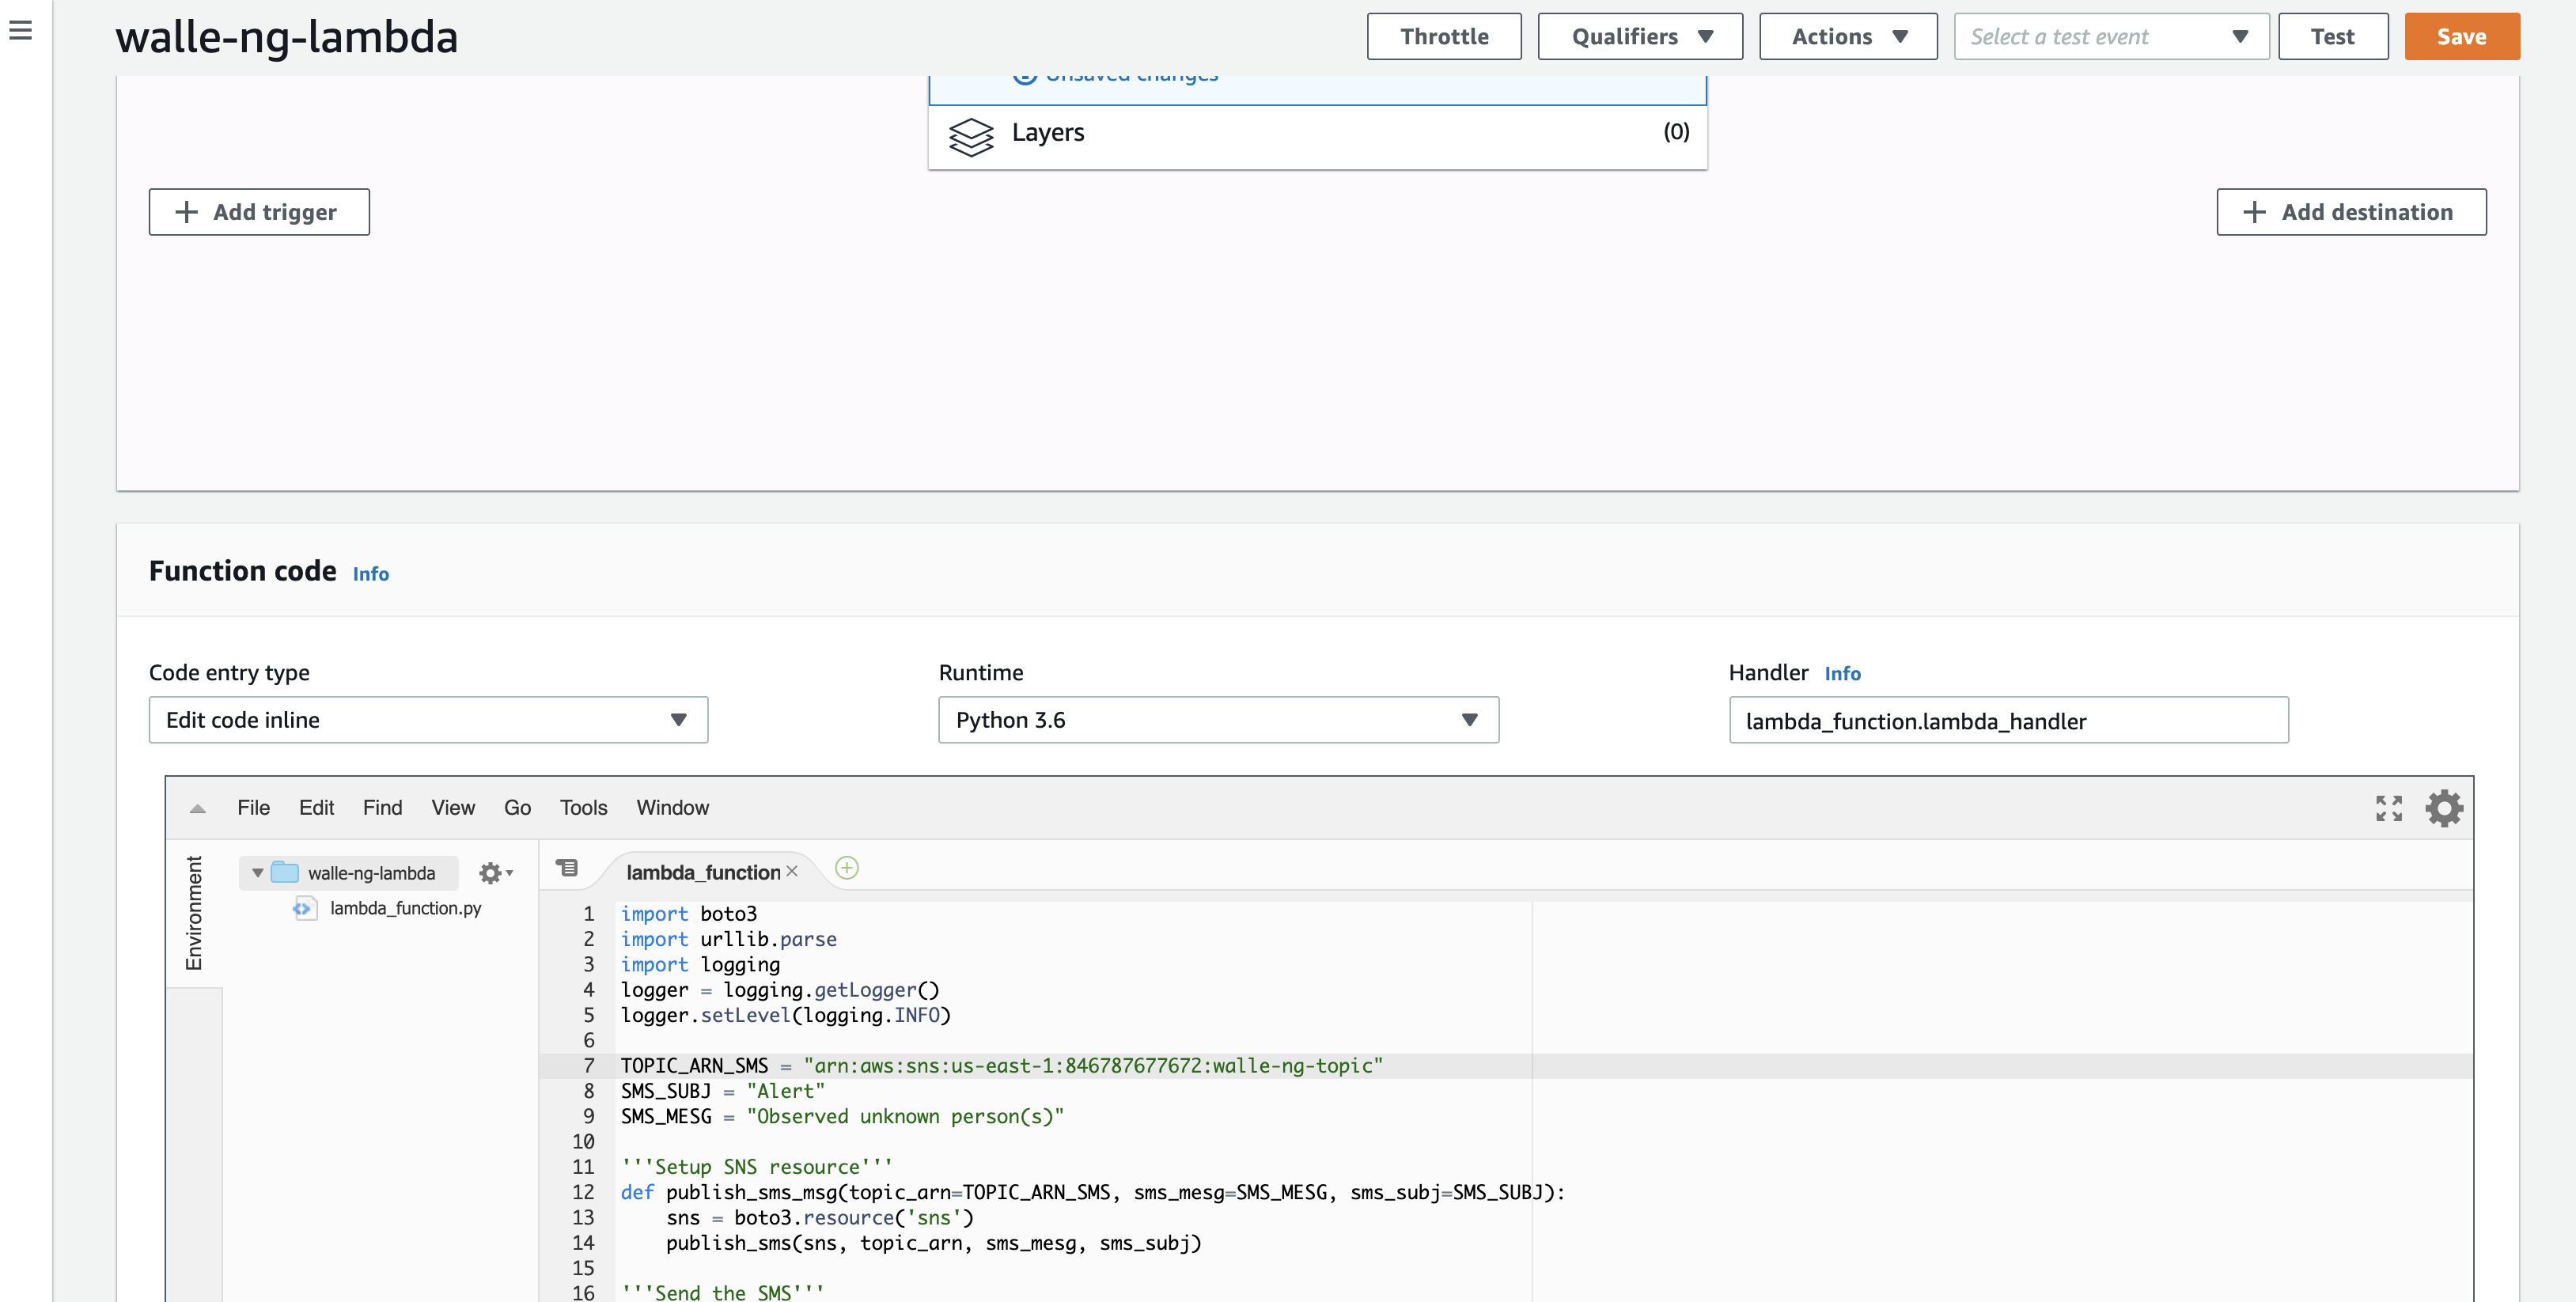 walle-ng-lambda
Throttle
Qualifiers
Actions
Select a test event
Test
Save
Unsaved changes
Layers
(0)
Add trigger
Add destination
Function code Info
Code entry type
Runtime
Handler Info
Edit code inline
Python 3.6
lambda_function.lambda_handler
File Edit Find View Go Tools Window
Environment
walle-ng-lambda
lambda_function.py
lambda_function
1 import boto3
2 import urllib.parse
3 import logging
4 logger = logging.getLogger()
5 logger.setLevel(logging.INFO)
6
7 TOPIC_ARN_SMS = "arn:aws:sns:us-east-1:846787677672:walle-ng-topic"
8 SMS_SUBJ = "Alert"
9 SMS_MESG = "Observed unknown person(s)"
10
11 '''Setup SNS resource'''
12 def publish_sms_msg(topic_arn=TOPIC_ARN_SMS, sms_mesg=SMS_MESG, sms_subj=SMS_SUBJ):
13     sns = boto3.resource('sns')
14     publish_sms(sns, topic_arn, sms_mesg, sms_subj)
15
16 '''Send the SMS'''